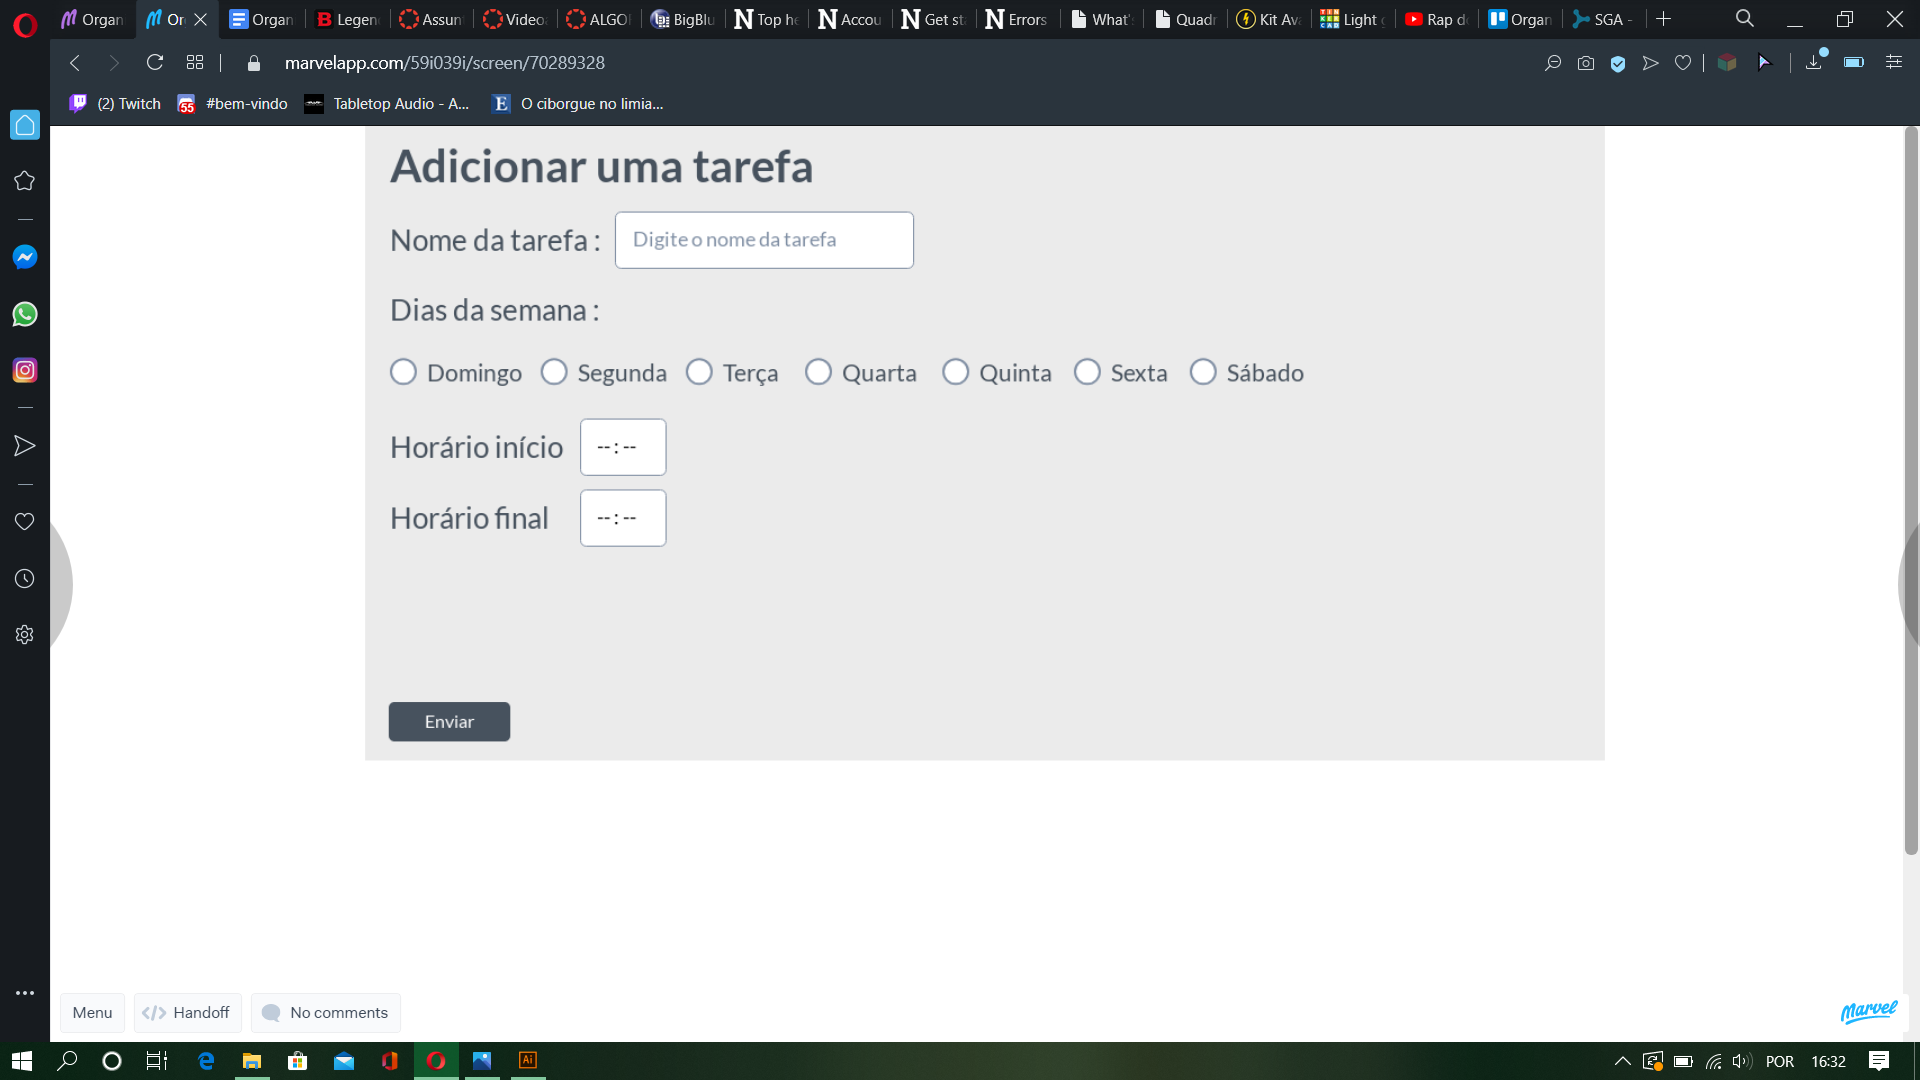 Organ
Or
Organ
Legen
Assun
Video
ALGO
BigBlu
Top he
Accou
Get st
Errors
What'
Quadr
Kit Av
Light
Rap d
Organ
SGA -
marvelapp.com/59i039i/screen/70289328
(2) Twitch
#bem-vindo
Tabletop Audio - A...
O ciborgue no limia...
Adicionar uma tarefa
Nome da tarefa :
Digite o nome da tarefa
Dias da semana :
Domingo Segunda Terça Quarta Quinta Sexta Sábado
Horário início --:--
Horário final --:--
Enviar
Menu
Handoff
No comments
Marvel
POR 16:32